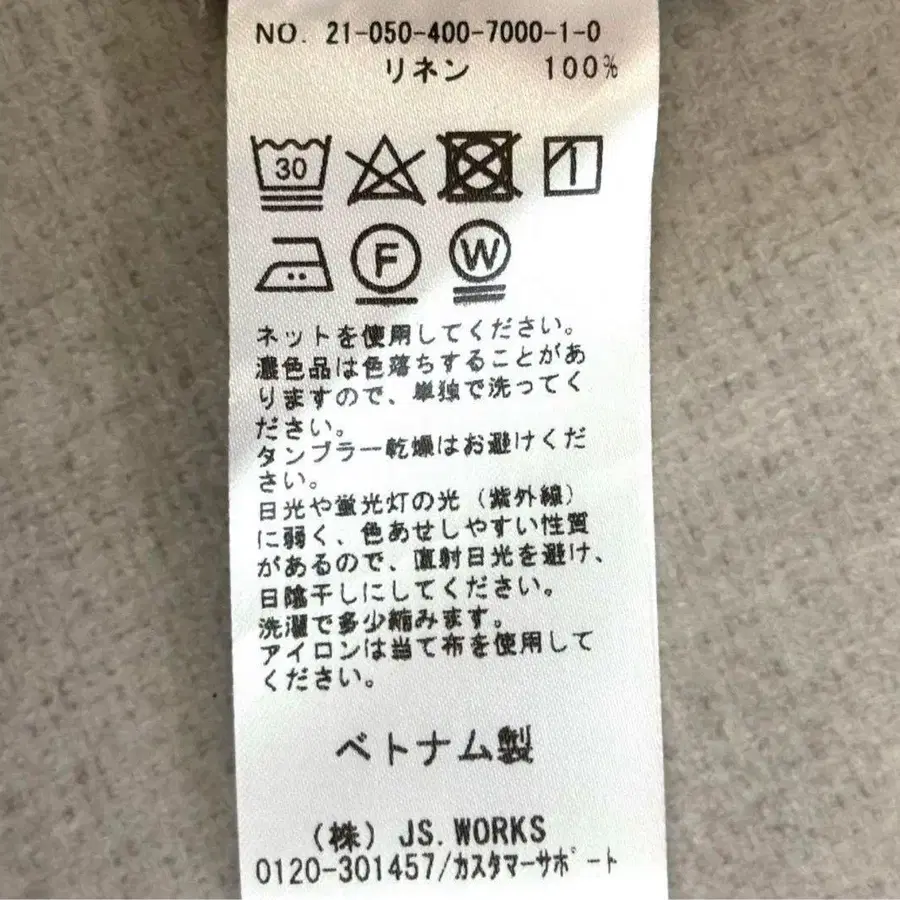 NO. 21-050-400-7000-1-0
リネン 100%
30
F W
ネットを使用してください。
濃色品は色落ちすることがあ
りますので、単独で洗ってく
ださい。
タンブラー乾燥はお避けくだ
さい。
日光や蛍光灯の光（紫外線）
に弱く、色あせしやすい性質
があるので、直射日光を避け、
日陰干しにしてください。
洗濯で多少縮みます。
アイロンは当て布を使用して
ください。
ベトナム製
（株）JS.WORKS
0120-301457/カスタマーサポート